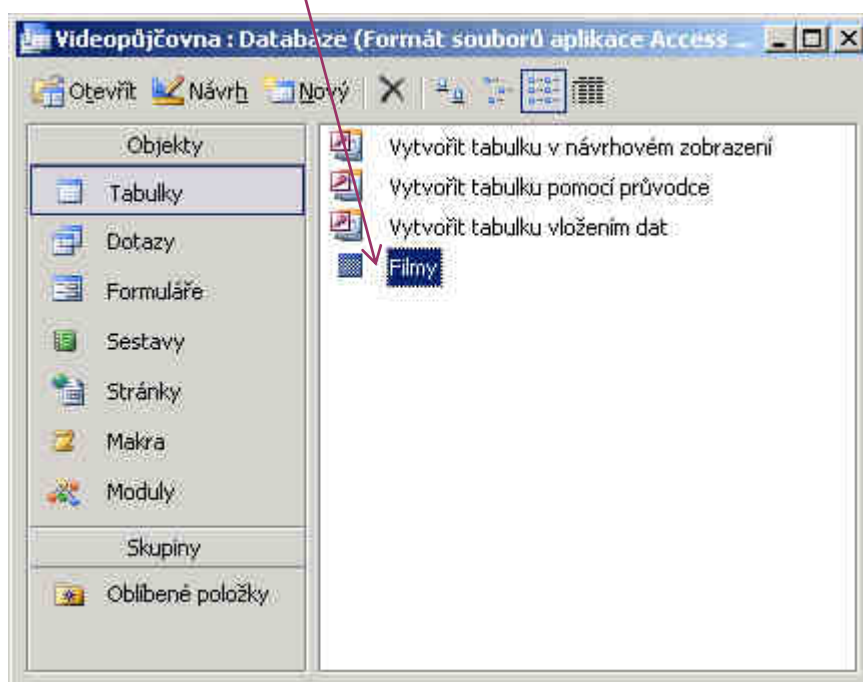 Videopůjčovna : Databáze (Formát souborů aplikace Access -
Otevřít Návrh Nový
Objekty
Tabulky
Dotazy
Formuláře
Sestavy
Stránky
Makra
Moduly
Skupiny
Oblíbené položky
Vytvořit tabulku v návrhovém zobrazení
Vytvořit tabulku pomocí průvodce
Vytvořit tabulku vložením dat
Filmy